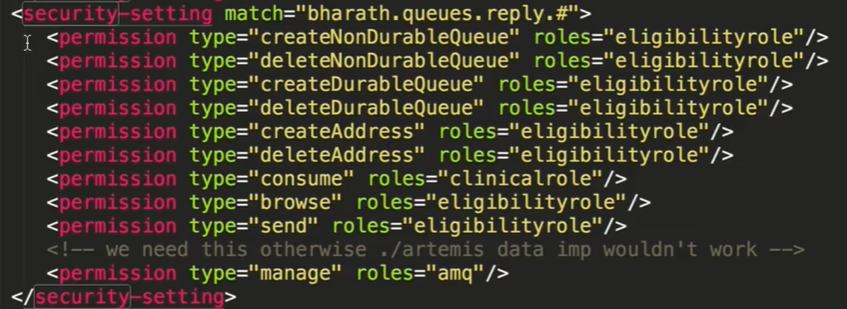 <security-setting match="bharath.queues.reply.#">
<permission type="createNonDurableQueue" roles="eligibilityrole"/>
<permission type="deleteNonDurableQueue" roles="eligibilityrole"/>
<permission type="createDurableQueue" roles="eligibilityrole"/>
<permission type="deleteDurableQueue" roles="eligibilityrole"/>
<permission type="createAddress" roles="eligibilityrole"/>
<permission type="deleteAddress" roles="eligibilityrole"/>
<permission type="consume" roles="clinicalrole"/>
<permission type="browse" roles="eligibilityrole"/>
<permission type="send" roles="eligibilityrole"/>
<!-- we need this otherwise ./artemis data imp wouldn't work -->
<permission type="manage" roles="amq"/>
</security-setting>